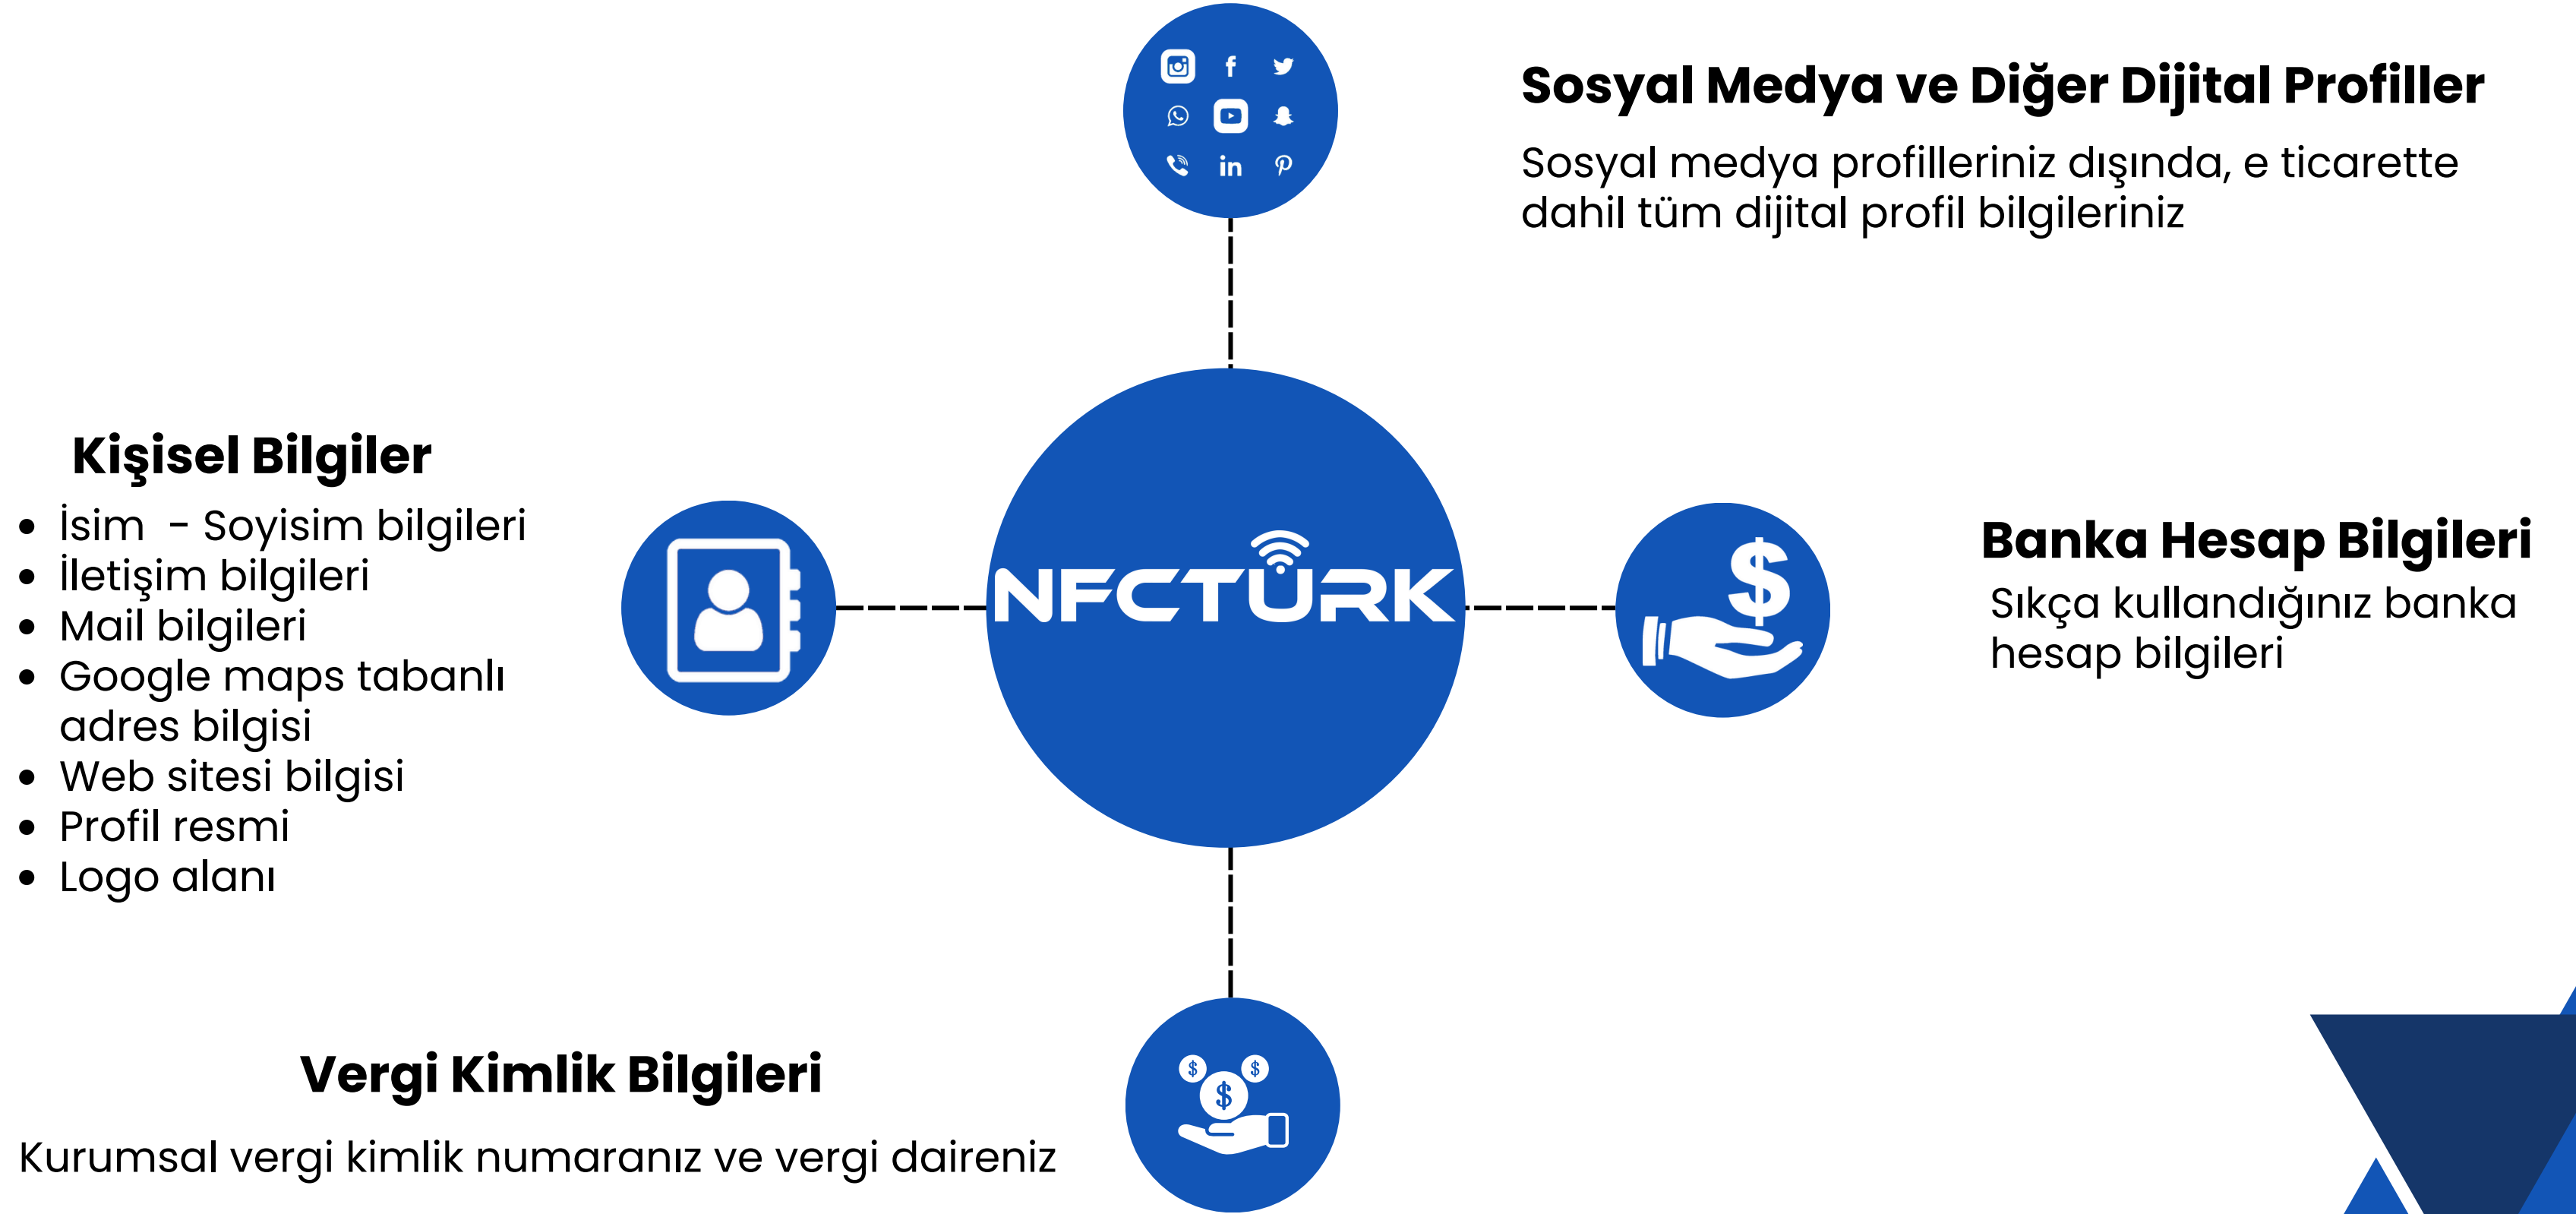 Sosyal Medya ve Diğer Dijital Profiller
Sosyal medya profilleriniz dışında, e ticarette
dahil tüm dijital profil bilgileriniz
Kişisel Bilgiler
• İsim - Soyisim bilgileri
• İletişim bilgileri
• Mail bilgileri
• Google maps tabanlı
adres bilgisi
• Web sitesi bilgisi
• Profil resmi
• Logo alanı
NFCTÜRK
Banka Hesap Bilgileri
Sıkça kullandığınız banka
hesap bilgileri
Vergi Kimlik Bilgileri
Kurumsal vergi kimlik numaranız ve vergi daireniz